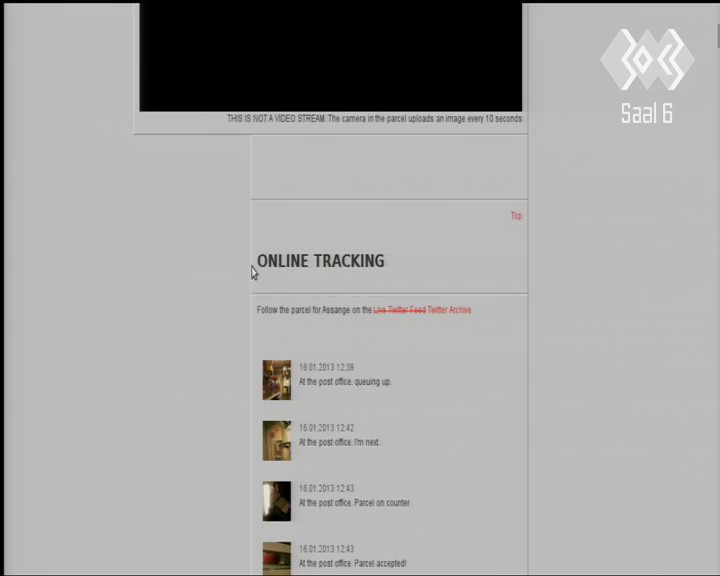 Saal 6
THIS IS NOT A VIDEO STREAM. The camera in the parcel uploads an image every 10 seconds
Top
ONLINE TRACKING
Follow the parcel for Assange on the Live Twitter Feed Twitter Archive
16.01.2013 12:38
At the post office. queuing up.
16.01.2013 12:42
At the post office. I'm next.
16.01.2013 12:43
At the post office. Parcel on counter
16.01.2013 12:43
At the post office. Parcel accepted!